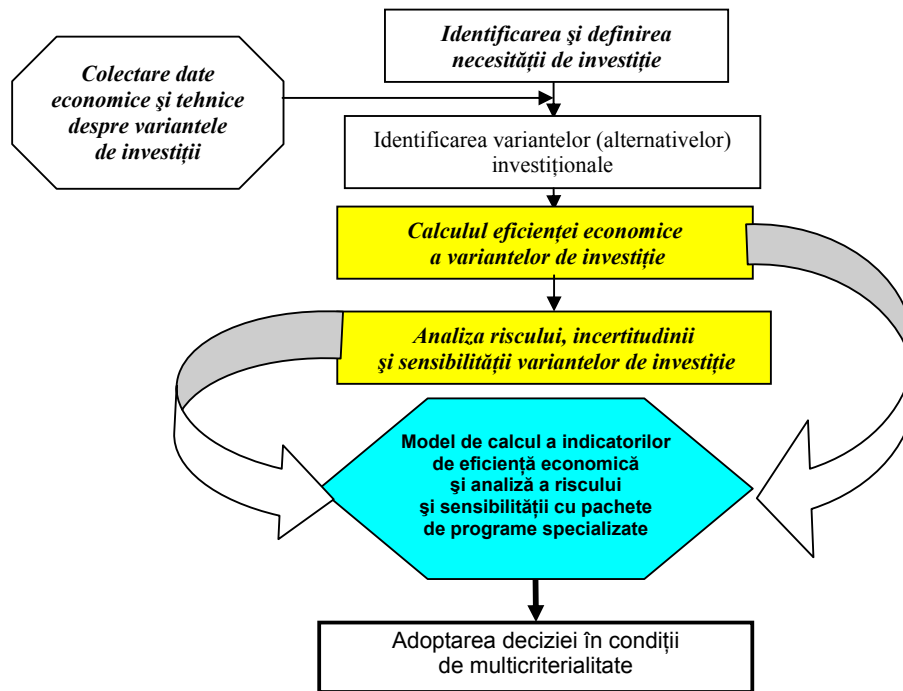 Identificarea şi definirea
necesităţii de investiţie
Colectare date
economice şi tehnice
despre variantele
de investiţii
Identificarea variantelor (alternativelor)
investiţionale
Calculul eficienţei economice
a variantelor de investiţie
Analiza riscului, incertitudinii
şi sensibilităţii variantelor de investiţie
Model de calcul a indicatorilor
de eficienţă economică
şi analiză a riscului
şi sensibilităţii cu pachete
de programe specializate
Adoptarea deciziei în condiţii
de multicriterialitate